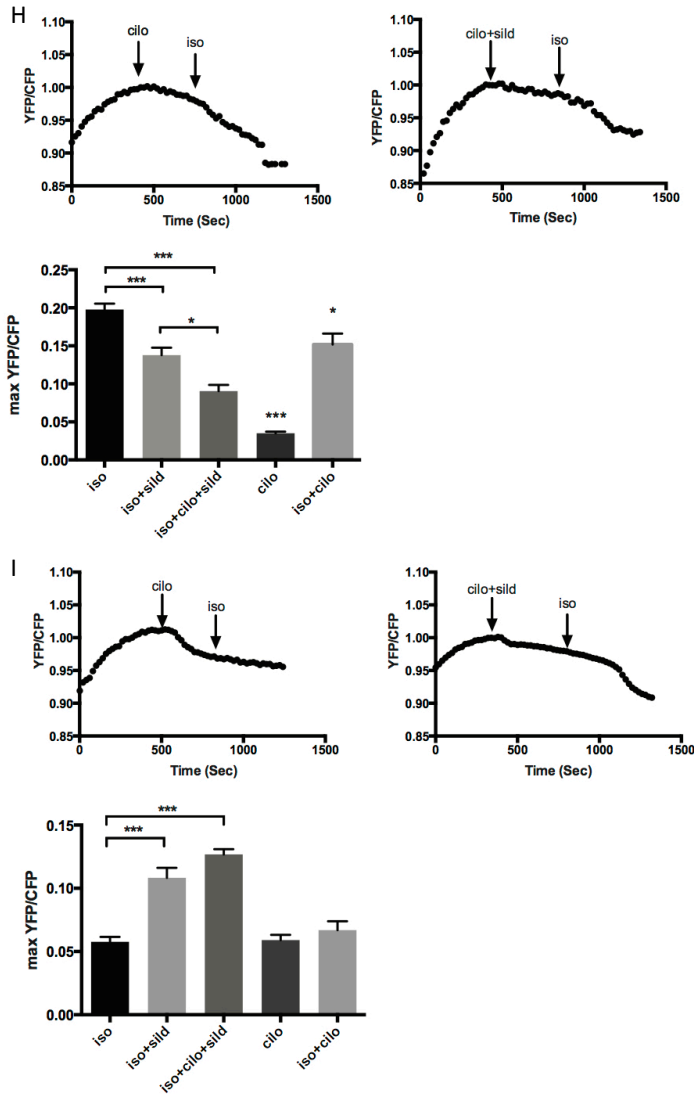 H
cilo
iso
YFP/CFP
1.10
1.05
1.00
0.95
0.90
0.85
0
500
1000
1500
Time (Sec)
cilo+sild
iso
YFP/CFP
1.10
1.05
1.00
0.95
0.90
0.85
0
500
1000
1500
Time (Sec)
max YFP/CFP
0.25
0.20
0.15
0.10
0.05
0.00
***
***
*
***
*
iso
iso+sild
iso+cilo+sild
cilo
iso+cilo
I
cilo
iso
YFP/CFP
1.10
1.05
1.00
0.95
0.90
0.85
0
500
1000
1500
Time (Sec)
cilo+sild
iso
YFP/CFP
1.10
1.05
1.00
0.95
0.90
0.85
0
500
1000
1500
Time (Sec)
max YFP/CFP
0.15
0.10
0.05
0.00
***
***
iso
iso+sild
iso+cilo+sild
cilo
iso+cilo